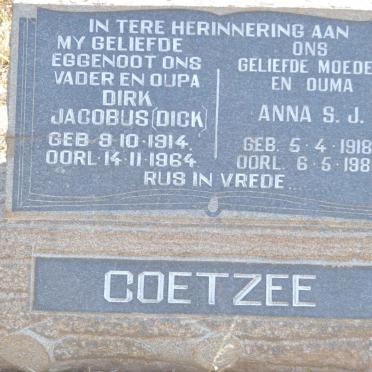 IN TERE HERINNERING AAN
MY GELIEFDE
EGGENOOT ONS
VADER EN OUPA
DIRK
JACOBUS (DICK)
GEB 9·10·1914.
OORL 14·11·1964
ONS
GELIEFDE MOEDE
EN OUMA
ANNA S. J.
GEB. 5·4·1918
OORL. 6·5·198
RUS IN VREDE.
COETZEE